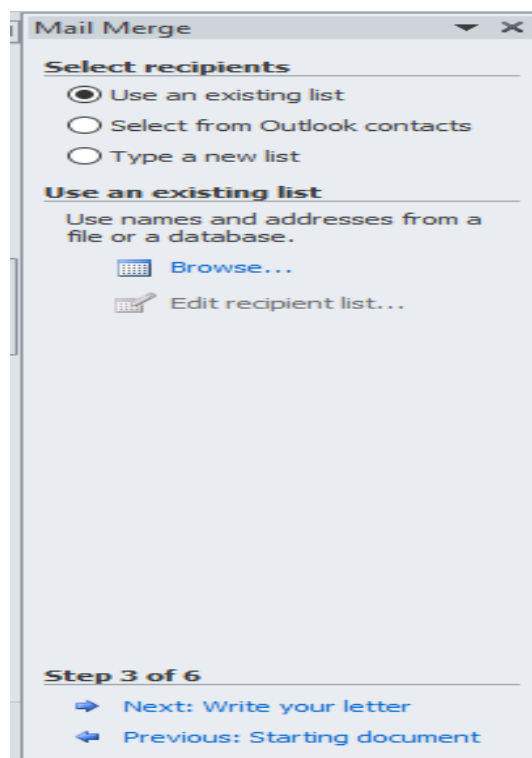 Mail Merge
Select recipients
Use an existing list
Select from Outlook contacts
Type a new list
Use an existing list
Use names and addresses from a
file or a database.
Browse...
Edit recipient list...
Step 3 of 6
Next: Write your letter
Previous: Starting document